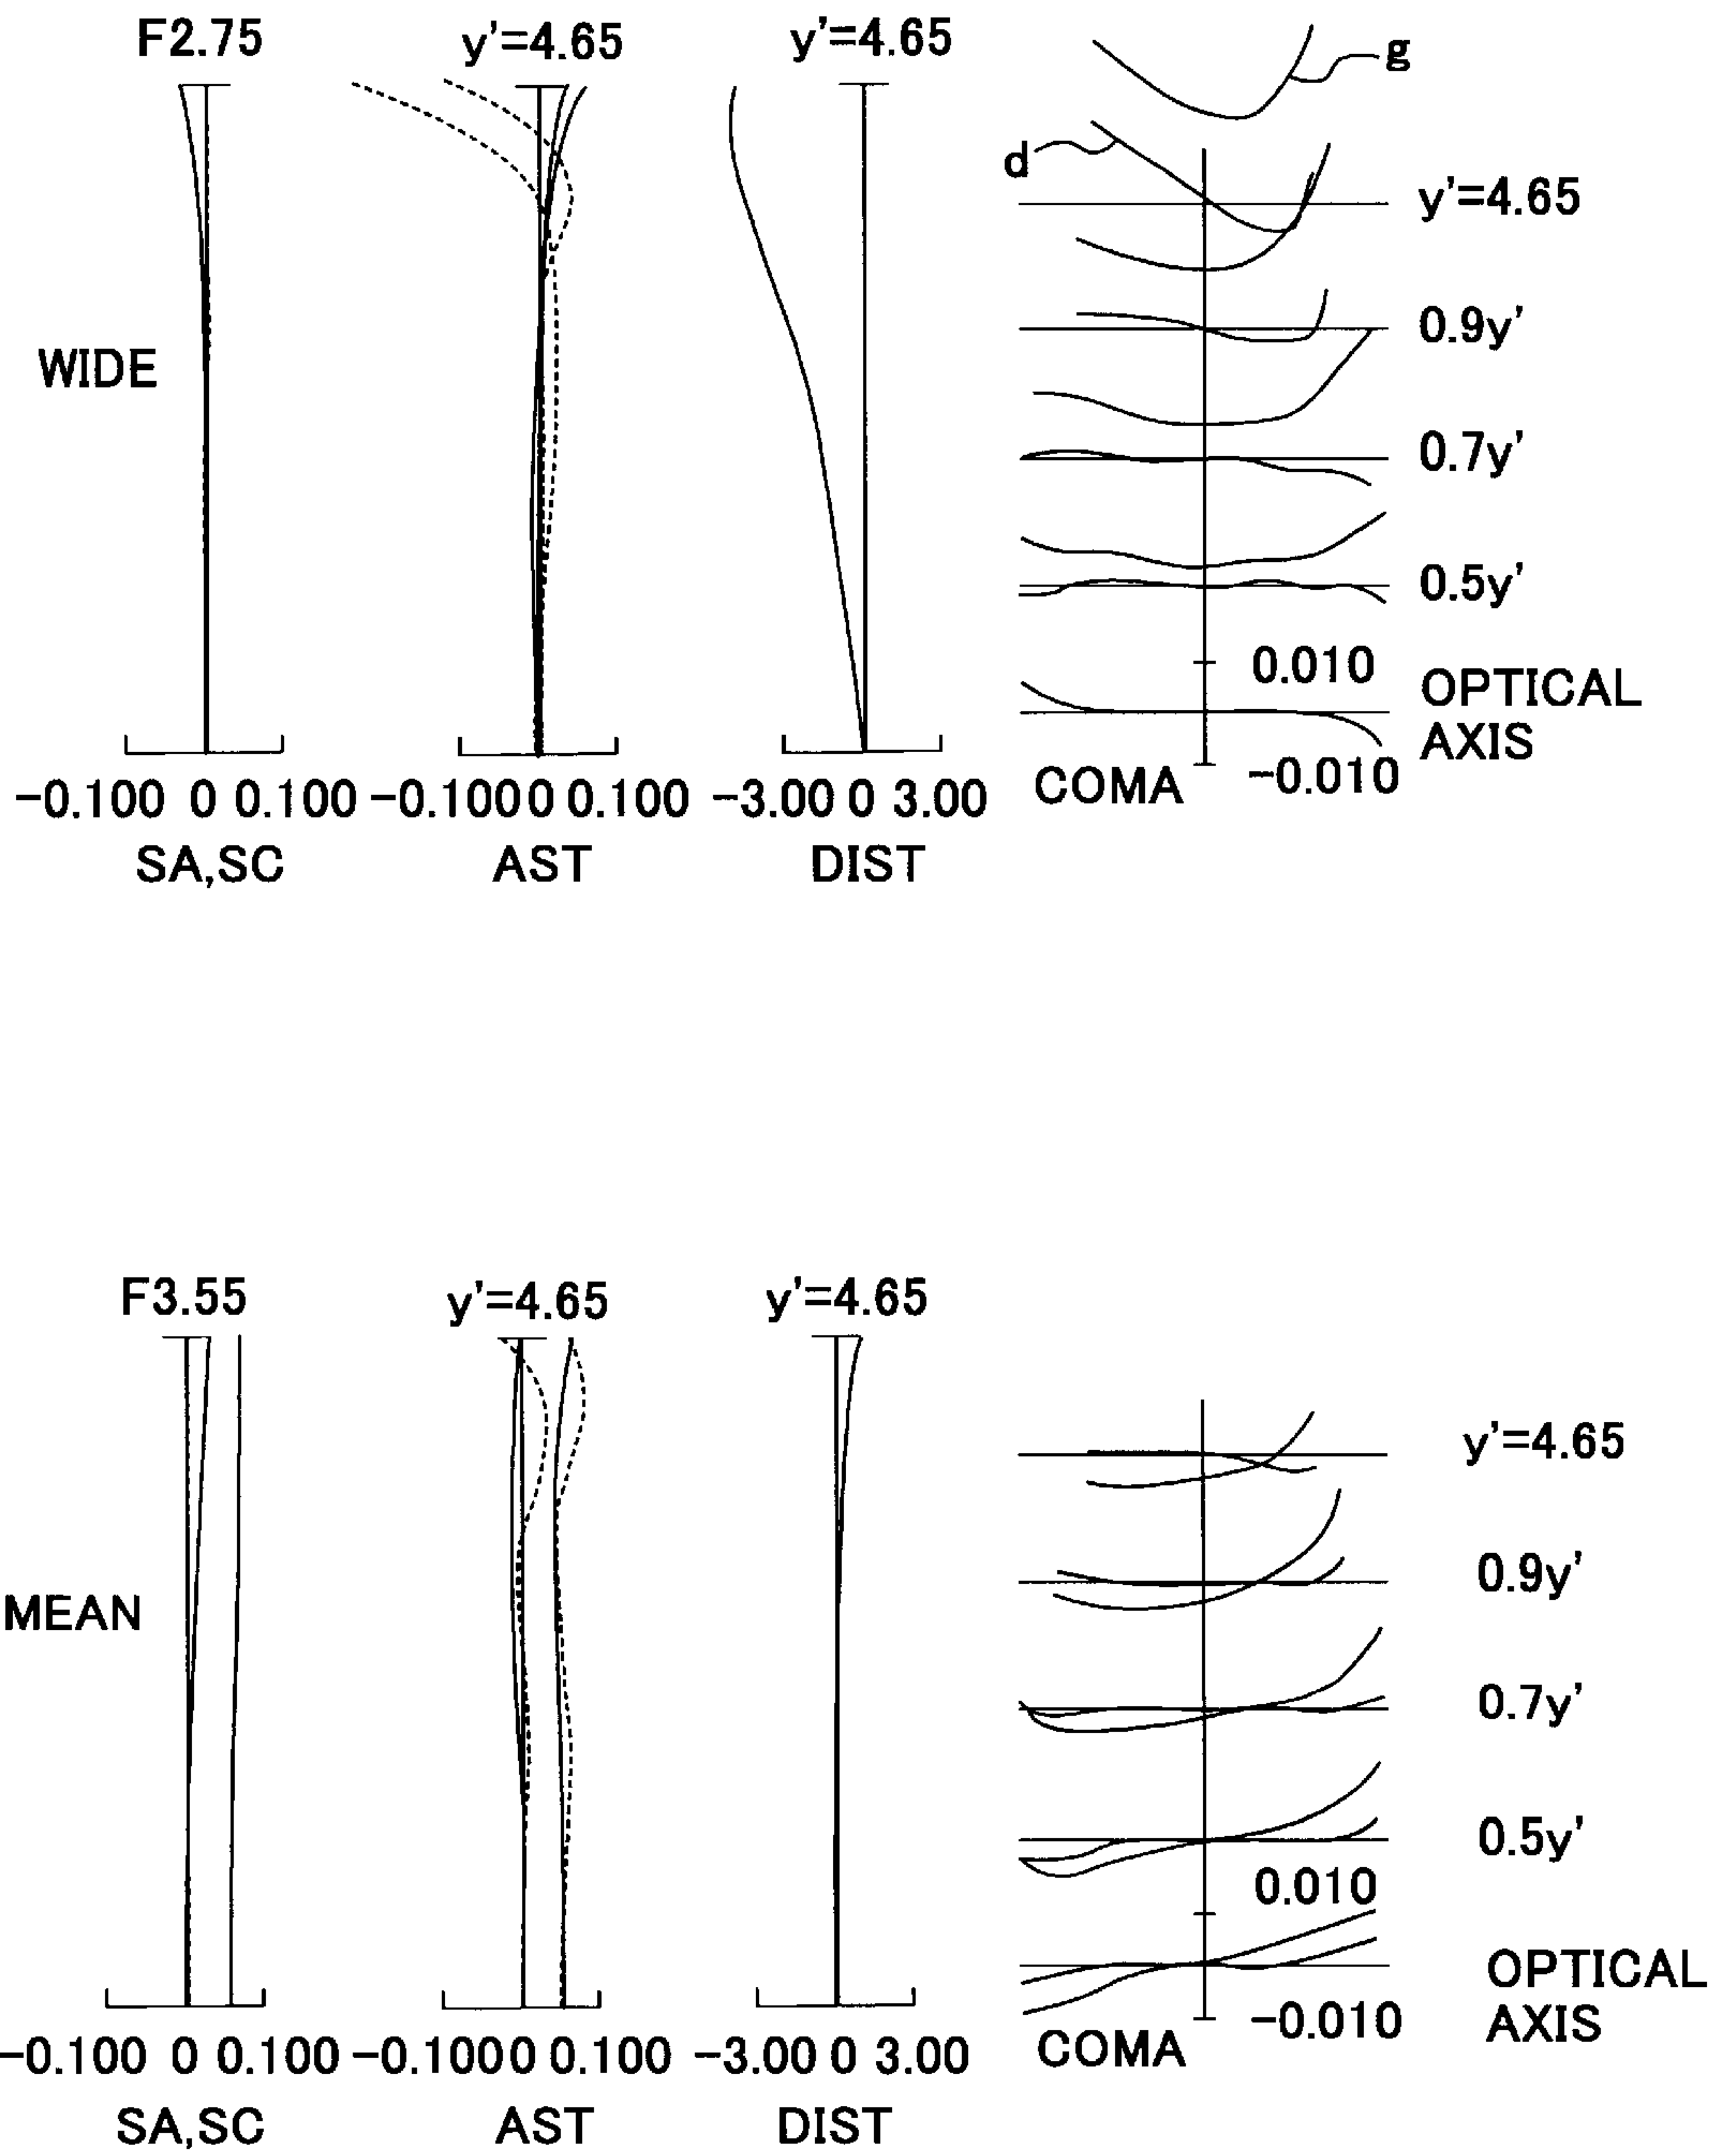 F2.75
y'=4.65
y'=4.65
g
d
y'=4.65
0.9y'
WIDE
0.7y'
0.5y'
0.010
OPTICAL
AXIS
-0.010
COMA
-0.100 0 0.100
-0.100 0 0.100
-3.00 0 3.00
SA,SC
AST
DIST
F3.55
y'=4.65
y'=4.65
y'=4.65
0.9y'
MEAN
0.7y'
0.5y'
0.010
OPTICAL
AXIS
-0.010
COMA
-0.100 0 0.100
-0.100 0 0.100
-3.00 0 3.00
SA,SC
AST
DIST